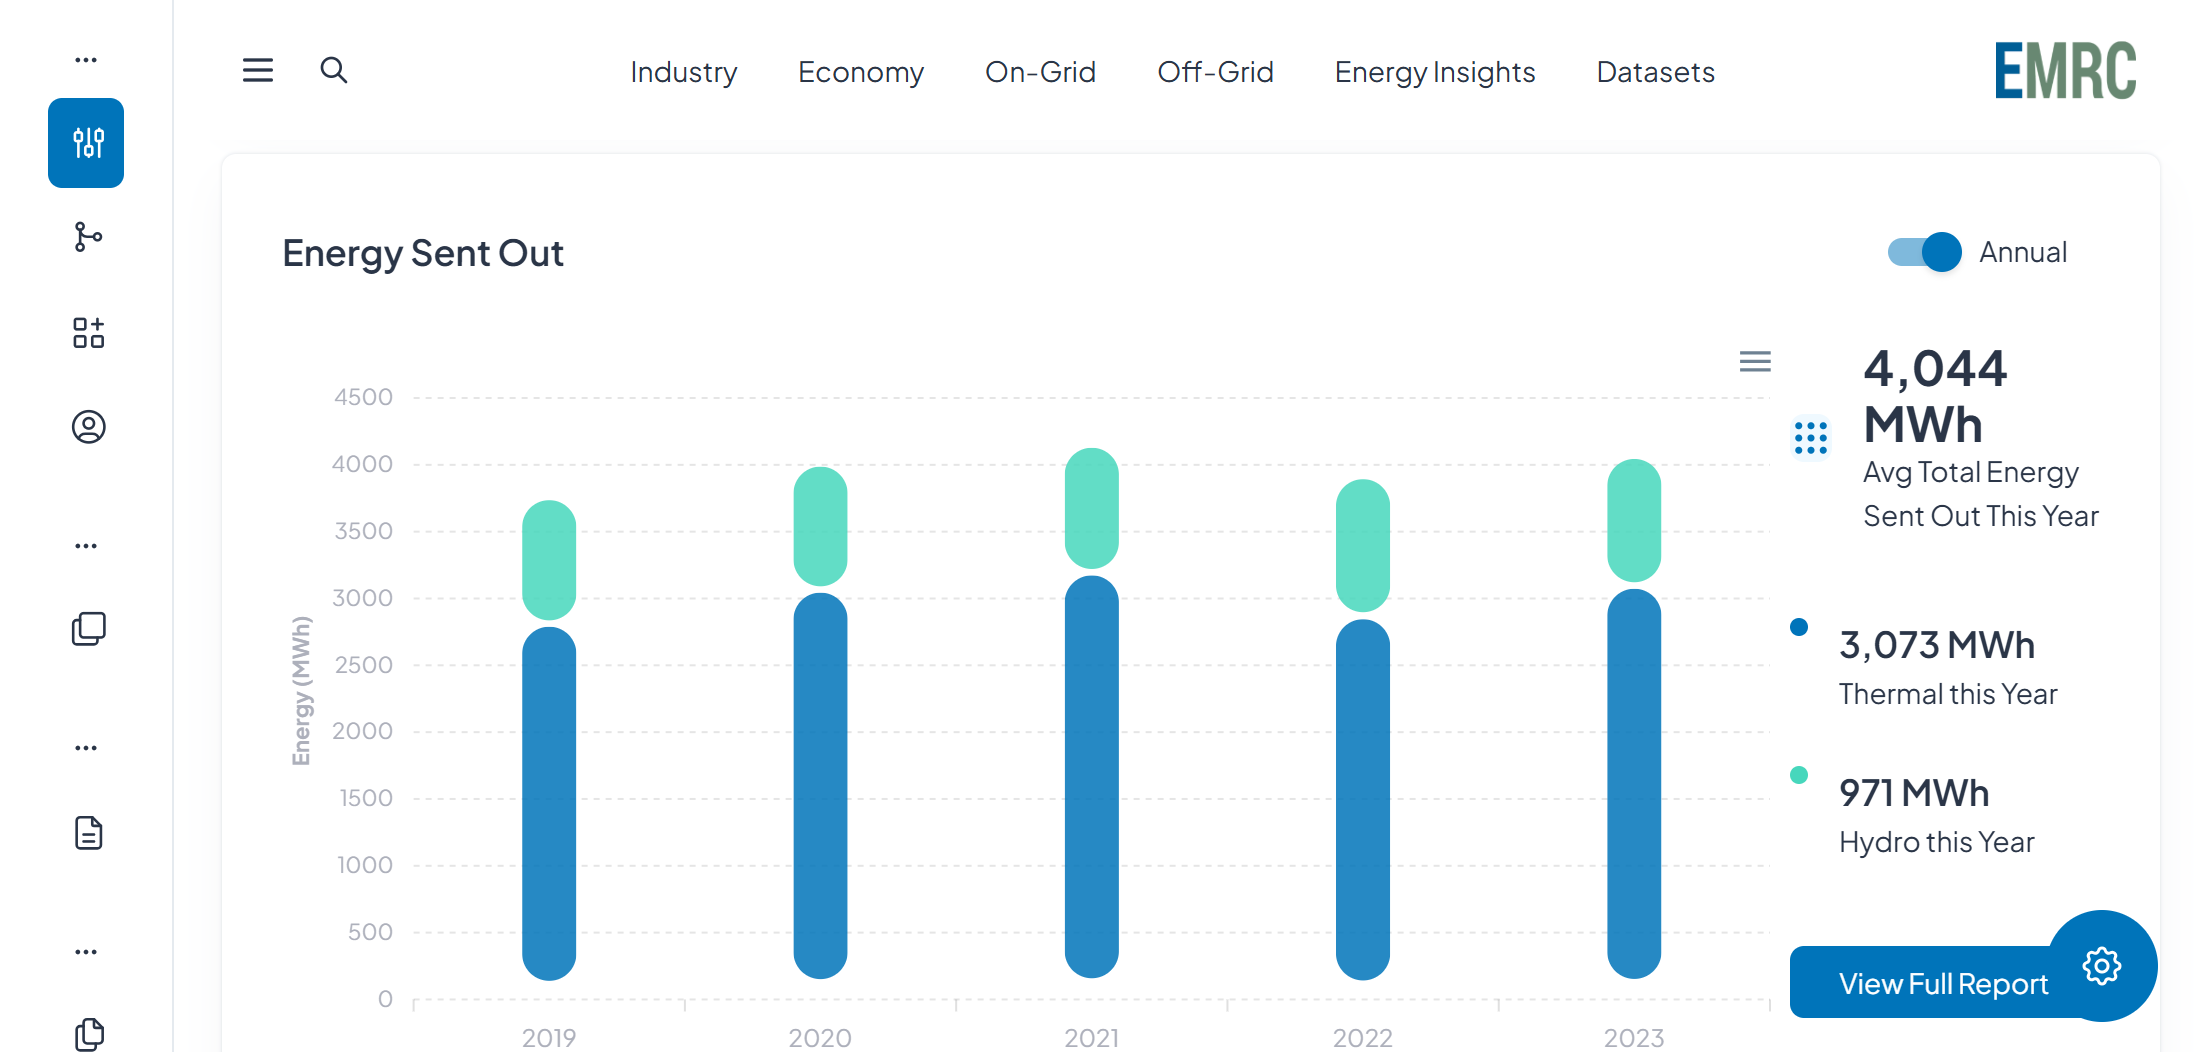 Industry Economy On-Grid Off-Grid Energy Insights Datasets
EMRC
Energy Sent Out
Annual
4,044
MWh
Avg Total Energy
Sent Out This Year
3,073 MWh
Thermal this Year
971 MWh
Hydro this Year
View Full Report
Energy (MWh)
4500
4000
3500
3000
2500
2000
1500
1000
500
0
2019 2020 2021 2022 2023